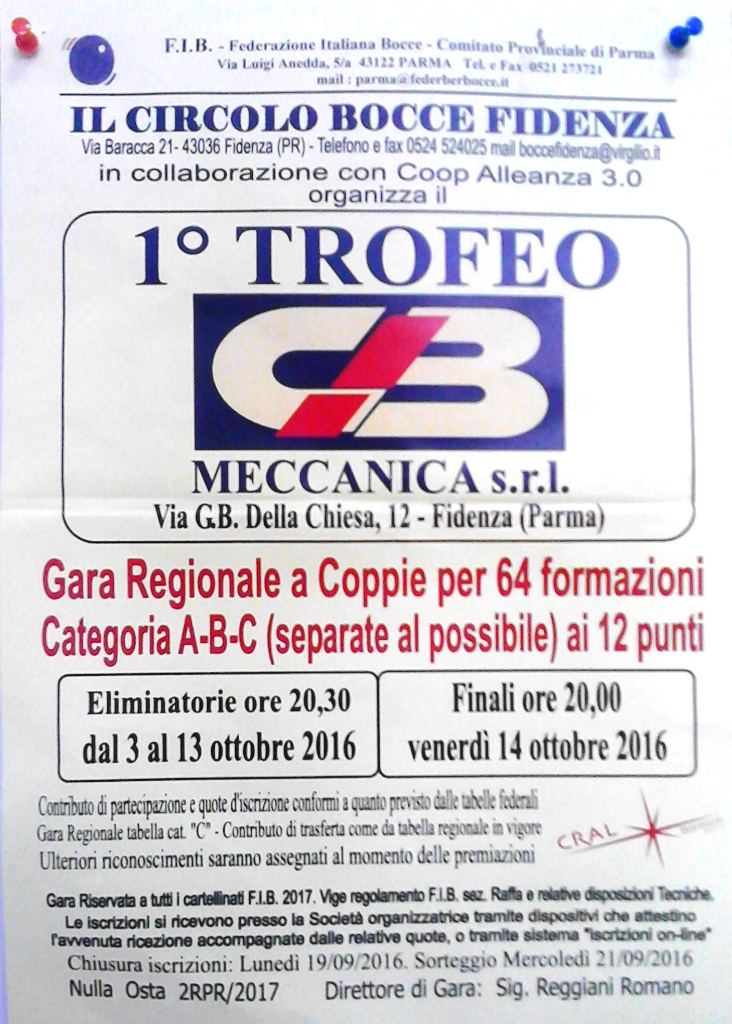 F.I.B. - Federazione Italiana Bocce - Comitato Provinciale di Parma
Via Luigi Anedda, 5/a 43122 PARMA Tel. e Fax 0521 273721
mail : parma@federberbocce.it
IL CIRCOLO BOCCE FIDENZA
Via Baracca 21- 43036 Fidenza (PR) - Telefono e fax 0524 524025 mail boccefidenza@virgilio.it
in collaborazione con Coop Alleanza 3.0
organizza il
1° TROFEO
CB
MECCANICA s.r.l.
Via G.B. Della Chiesa, 12 - Fidenza (Parma)
Gara Regionale a Coppie per 64 formazioni
Categoria A-B-C (separate al possibile) ai 12 punti
Eliminatorie ore 20,30
dal 3 al 13 ottobre 2016
Finali ore 20,00
venerdì 14 ottobre 2016
Contributo di partecipazione e quote d'iscrizione conformi a quanto previsto dalle tabelle federali
Gara Regionale tabella cat. "C" - Contributo di trasferta come da tabella regionale in vigore
Ulteriori riconoscimenti saranno assegnati al momento delle premiazioni
CRAL
Gara Riservata a tutti i cartellinati F.I.B. 2017. Vige regolamento F.I.B. sez. Raffa e relative disposizioni Tecniche.
Le iscrizioni si ricevono presso la Società organizzatrice tramite dispositivi che attestino
l'avvenuta ricezione accompagnate dalle relative quote, o tramite sistema "iscrizioni on-line"
Chiusura iscrizioni: Lunedì 19/09/2016. Sorteggio Mercoledì 21/09/2016
Nulla Osta 2RPR/2017 Direttore di Gara: Sig. Reggiani Romano